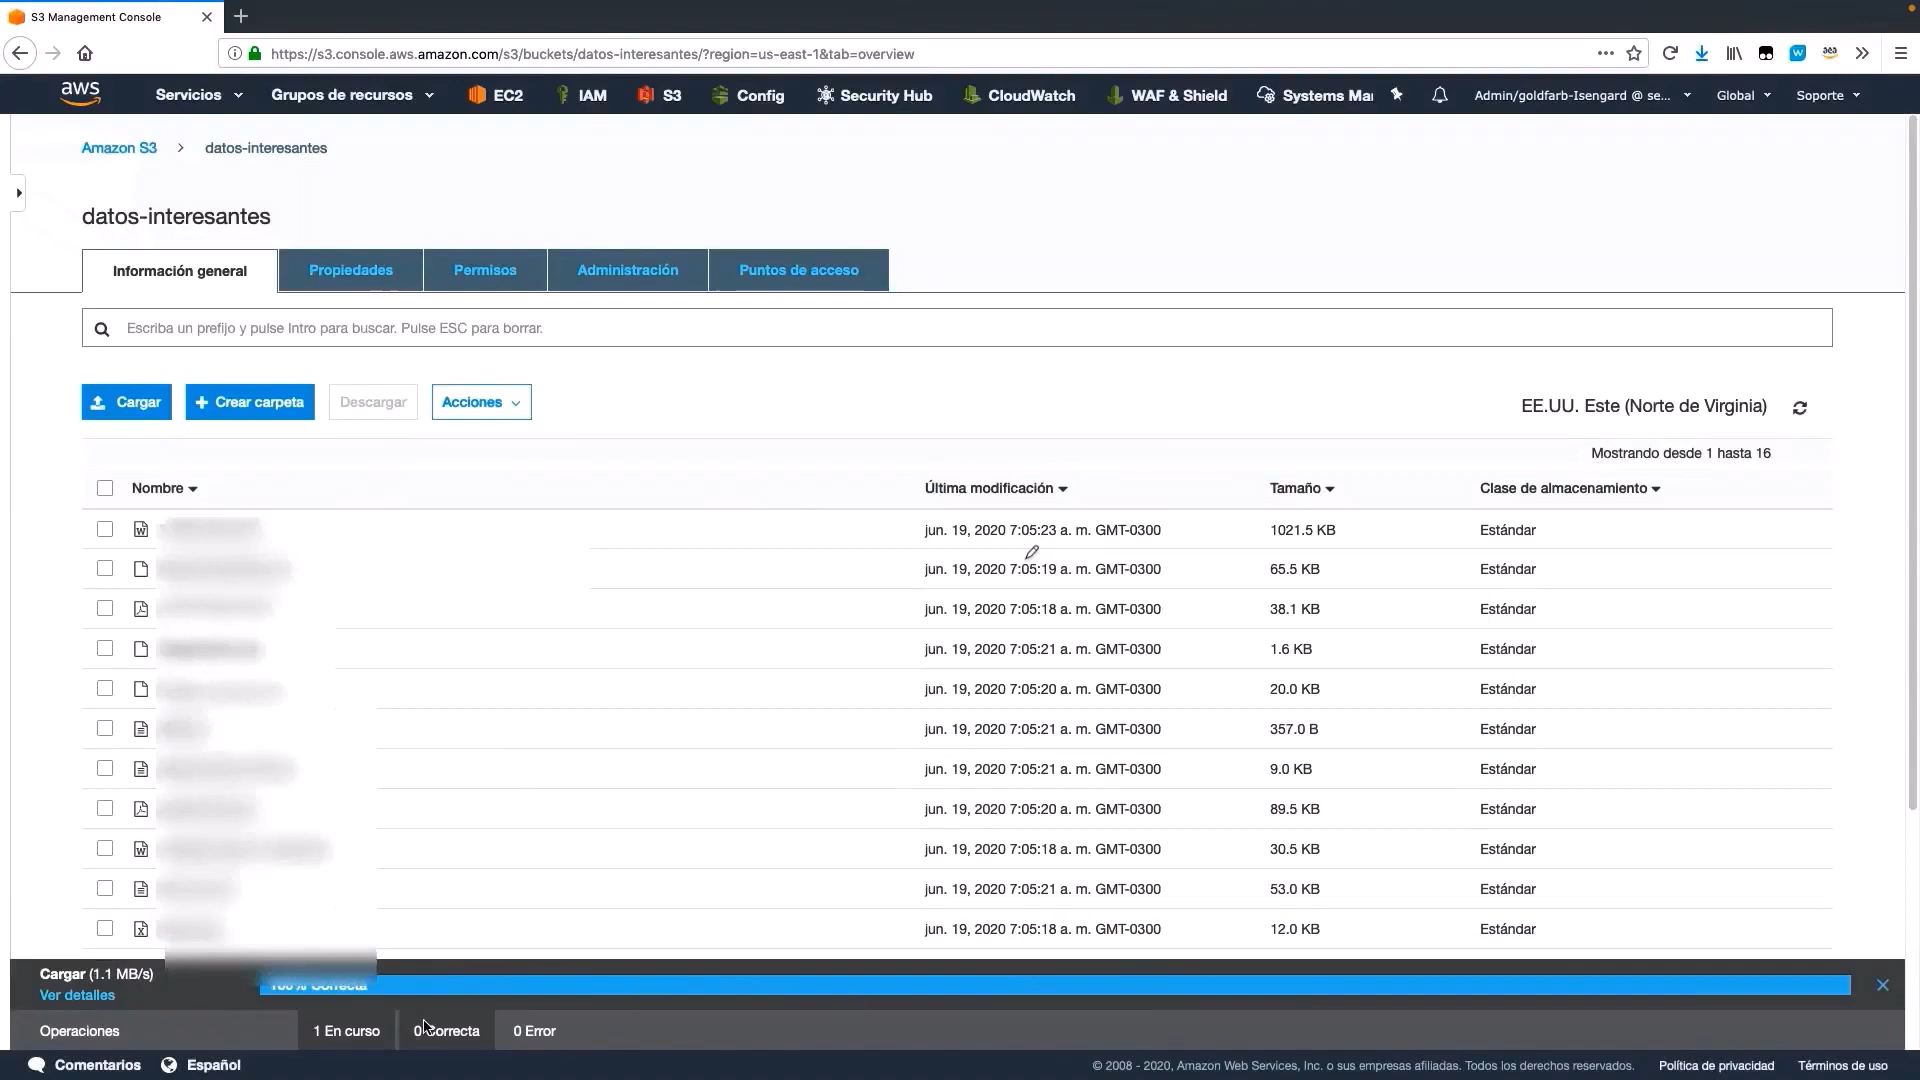 S3 Management Console
https://s3.console.aws.amazon.com/s3/buckets/datos-interesantes/?region=us-east-1&tab=overview
aws Servicios Grupos de recursos EC2 IAM S3 Config Security Hub CloudWatch WAF & Shield Systems Mai Admin/goldfarb-Isengard @ se... Global Soporte
Amazon S3 > datos-interesantes
datos-interesantes
Información general Propiedades Permisos Administración Puntos de acceso
Escriba un prefijo y pulse Intro para buscar. Pulse ESC para borrar.
Cargar + Crear carpeta Descargar Acciones EE.UU. Este (Norte de Virginia)
Mostrando desde 1 hasta 16
Nombre Última modificación Tamaño Clase de almacenamiento
jun. 19, 2020 7:05:23 a. m. GMT-0300 1021.5 KB Estándar
jun. 19, 2020 7:05:19 a. m. GMT-0300 65.5 KB Estándar
jun. 19, 2020 7:05:18 a. m. GMT-0300 38.1 KB Estándar
jun. 19, 2020 7:05:21 a. m. GMT-0300 1.6 KB Estándar
jun. 19, 2020 7:05:20 a. m. GMT-0300 20.0 KB Estándar
jun. 19, 2020 7:05:21 a. m. GMT-0300 357.0 B Estándar
jun. 19, 2020 7:05:21 a. m. GMT-0300 9.0 KB Estándar
jun. 19, 2020 7:05:20 a. m. GMT-0300 89.5 KB Estándar
jun. 19, 2020 7:05:18 a. m. GMT-0300 30.5 KB Estándar
jun. 19, 2020 7:05:21 a. m. GMT-0300 53.0 KB Estándar
jun. 19, 2020 7:05:18 a. m. GMT-0300 12.0 KB Estándar
Cargar (1.1 MB/s)
100% Correcta
Ver detalles
Operaciones 1 En curso 0 Correcta 0 Error
Comentarios Español © 2008 - 2020, Amazon Web Services, Inc. o sus empresas afiliadas. Todos los derechos reservados. Política de privacidad Términos de uso